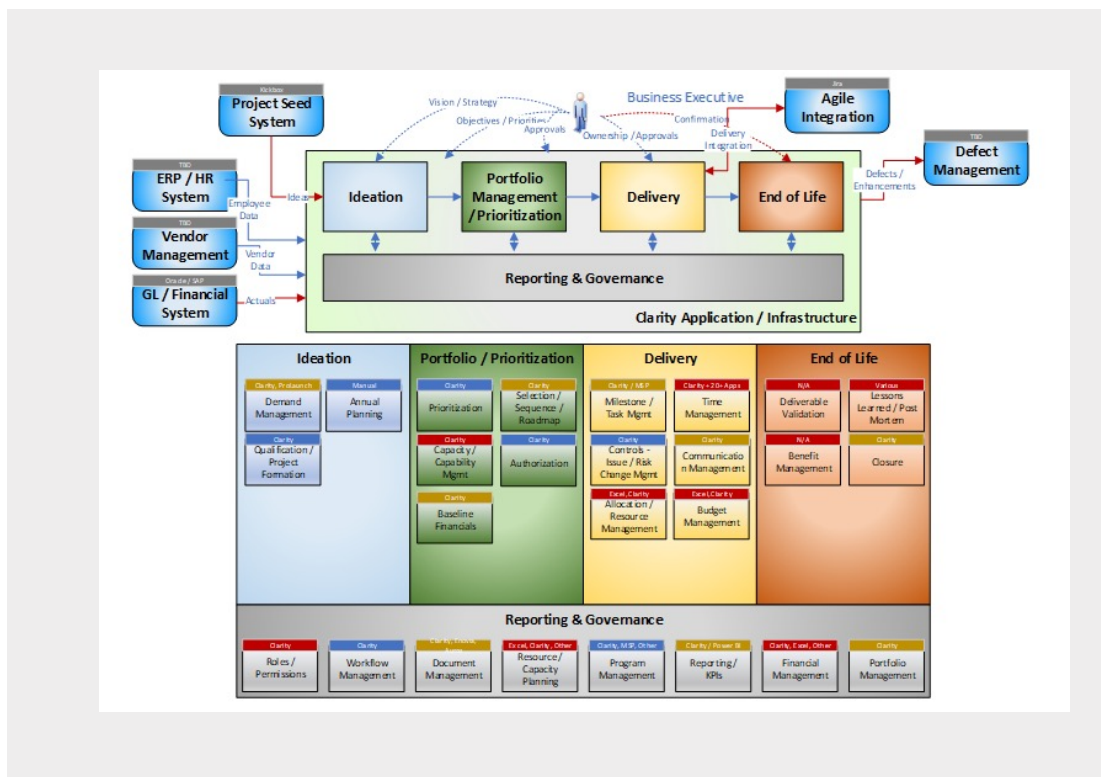 Project Seed
System
Vision / Strategy
Business Executive
Jira
Agile
Integration
Objectives / Priorities
Approvals
Confirmation
Ownership / Approvals
Delivery
Integration
TBD
Defect
Management
Defects /
Enhancements
TBD
ERP / HR
System
Ideas
Employee
Data
TBD
Vendor
Management
Vendor
Data
Oracle / SAP
GL / Financial
System
Actuals
Ideation
Portfolio
Management
/ Prioritization
Delivery
End of Life
Reporting & Governance
Clarity Application / Infrastructure
Ideation
Clarity, ProLaunch
Demand
Management
Manual
Annual
Planning
Clarity
Qualification /
Project
Formation
Portfolio / Prioritization
Clarity
Prioritization
Clarity
Selection /
Sequence /
Roadmap
Clarity
Capacity /
Capability
Mgmt
Clarity
Authorization
Clarity
Baseline
Financials
Delivery
Clarity / MSP
Milestone /
Task Mgmt
Clarity + 20+ Apps
Time
Management
Clarity
Controls -
Issue / Risk
Change Mgmt
Clarity
Communicatio
n Management
Excel, Clarity
Allocation /
Resource
Management
Excel, Clarity
Budget
Management
End of Life
N/A
Deliverable
Validation
Various
Lessons
Learned / Post
Mortem
N/A
Benefit
Management
Clarity
Closure
Reporting & Governance
Clarity
Roles /
Permissions
Clarity
Workflow
Management
Document
Management
Excel, Clarity, Other
Resource /
Capacity
Planning
Clarity, MSP, Other
Program
Management
Clarity / Power BI
Reporting/
KPIs
Clarity, Excel, Other
Financial
Management
Clarity
Portfolio
Management